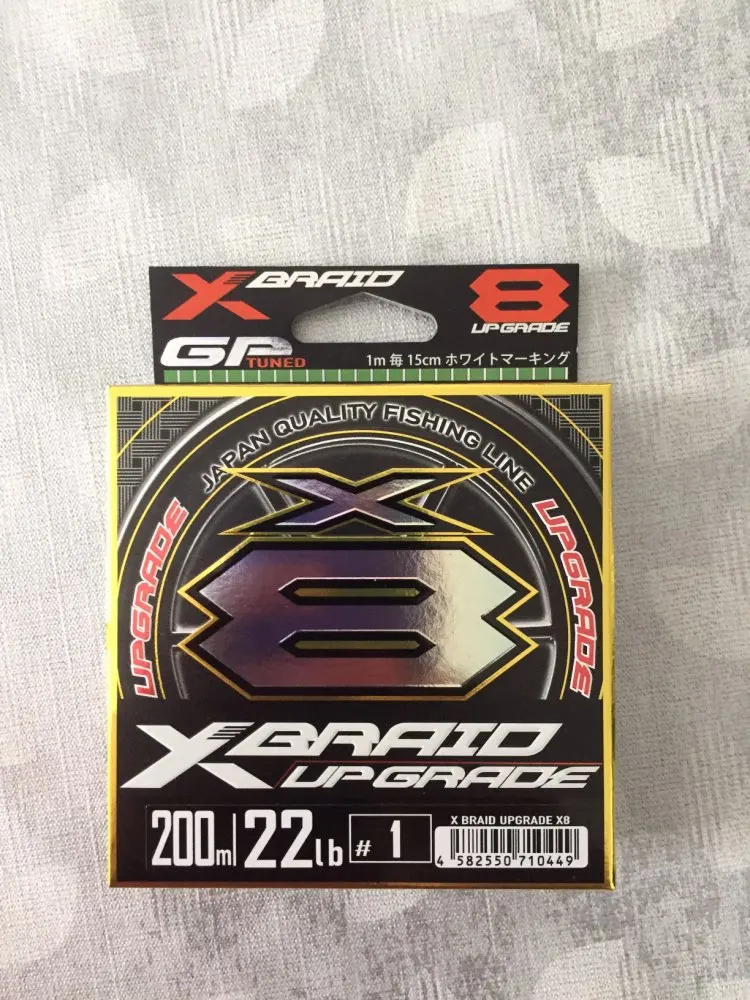 X BRAID
8
UPGRADE
GP TUNED
1m 毎 15cm ホワイトマーキング
JAPAN QUALITY FISHING LINE
UPGRADE
UPGRADE
X
8
X BRAID
UPGRADE
200m 22lb # 1
X BRAID UPGRADE X8
4 582550 710449